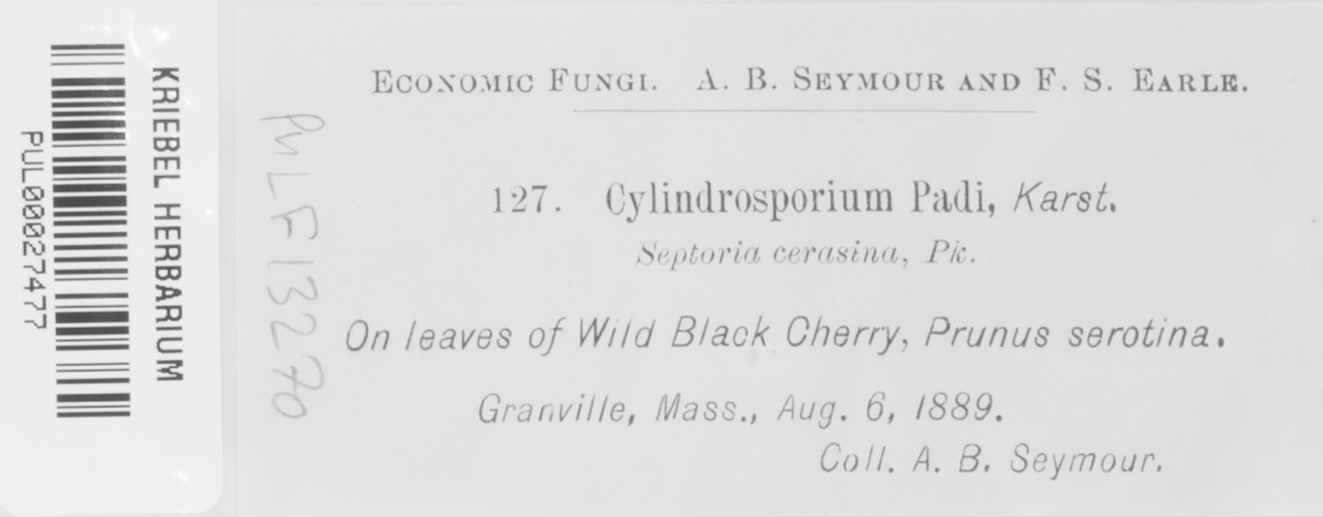 KRIEBEL HERBARIUM
PUL00027477
PULF13270
ECONOMIC FUNGI. A. B. SEYMOUR AND F. S. EARLE.
127. Cylindrosporium Padi, Karst.
Septoria cerasina, Pk.
On leaves of Wild Black Cherry, Prunus serotina.
Granville, Mass., Aug. 6, 1889.
Coll. A. B. Seymour.